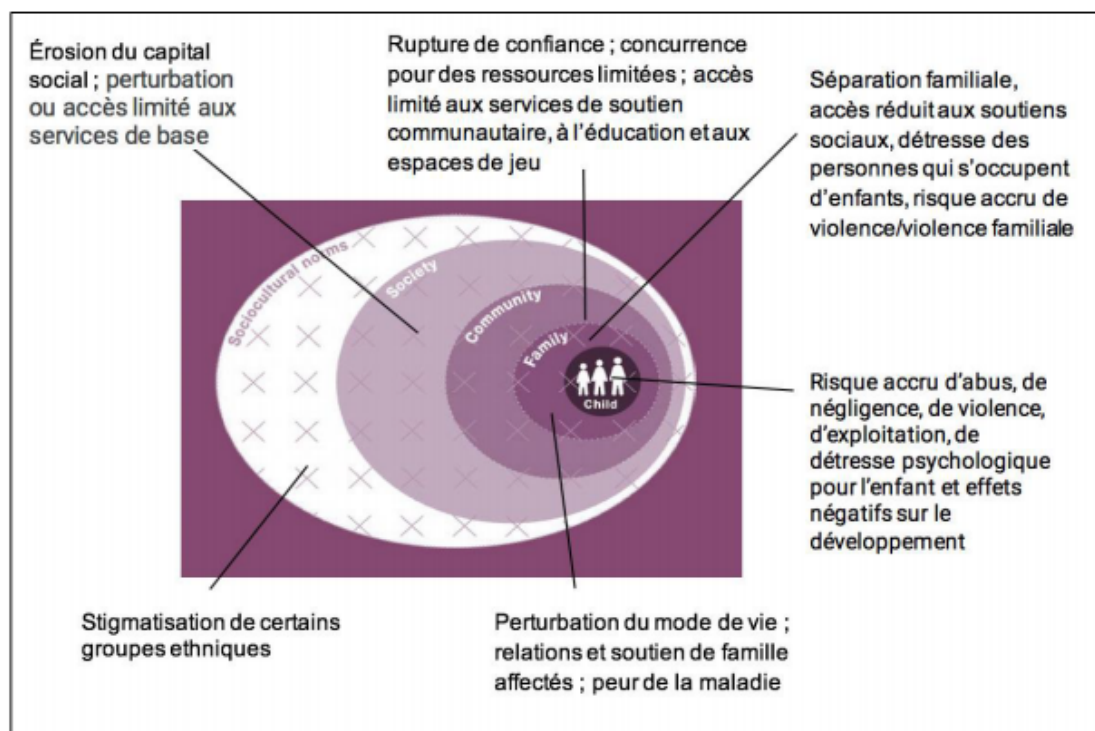 Érosion du capital
social ; perturbation
ou accès limité aux
services de base
Rupture de confiance ; concurrence
pour des ressources limitées ; accès
limité aux services de soutien
communautaire, à l'éducation et aux
espaces de jeu
Séparation familiale,
accès réduit aux soutiens
sociaux, détresse des
personnes qui s'occupent
d'enfants, risque accru de
violence/violence familiale
Sociocultural norms
Society
Community
Family
Child
Risque accru d'abus, de
négligence, de violence,
d'exploitation, de
détresse psychologique
pour l'enfant et effets
négatifs sur le
développement
Stigmatisation de certains
groupes ethniques
Perturbation du mode de vie ;
relations et soutien de famille
affectés ; peur de la maladie